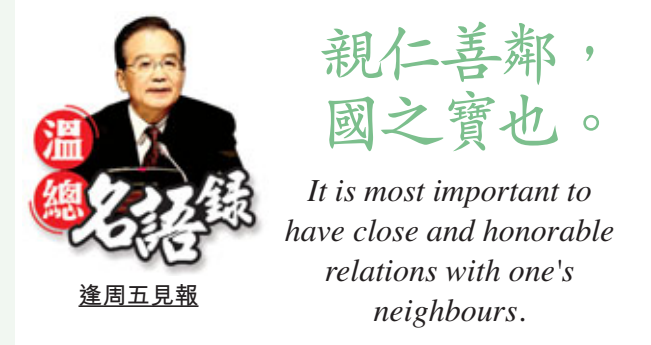 溫
總
名語録
逢周五見報
親仁善鄰，
國之寶也。
It is most important to
have close and honorable
relations with one's
neighbours.